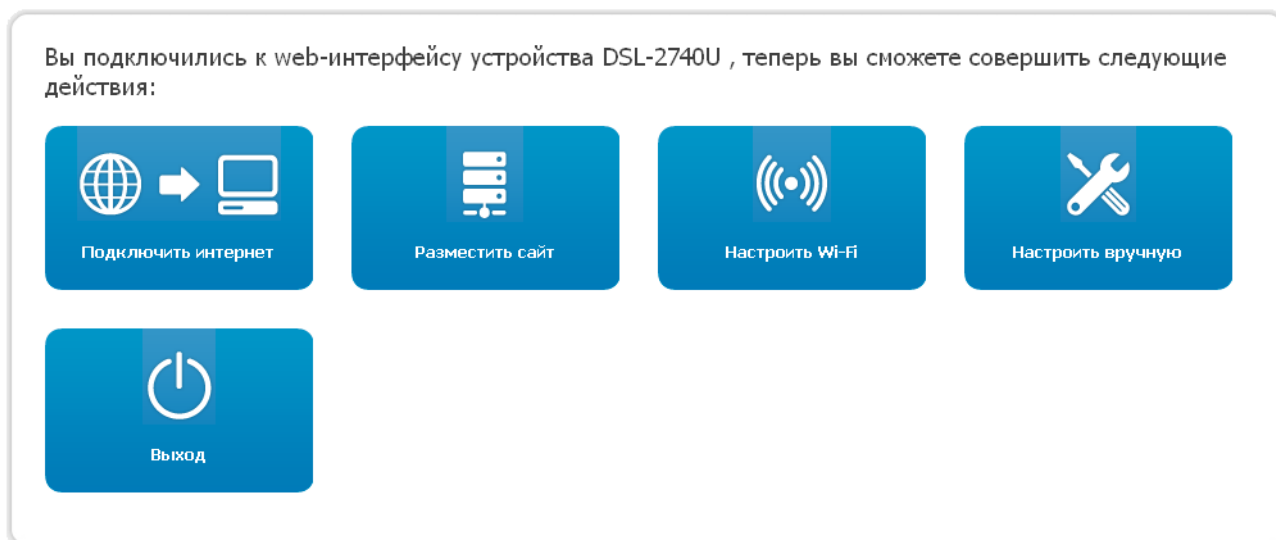 Вы подключились к web-интерфейсу устройства DSL-2740U , теперь вы сможете совершить следующие
действия:
Подключить интернет
Разместить сайт
Настроить Wi-Fi
Настроить вручную
Выход